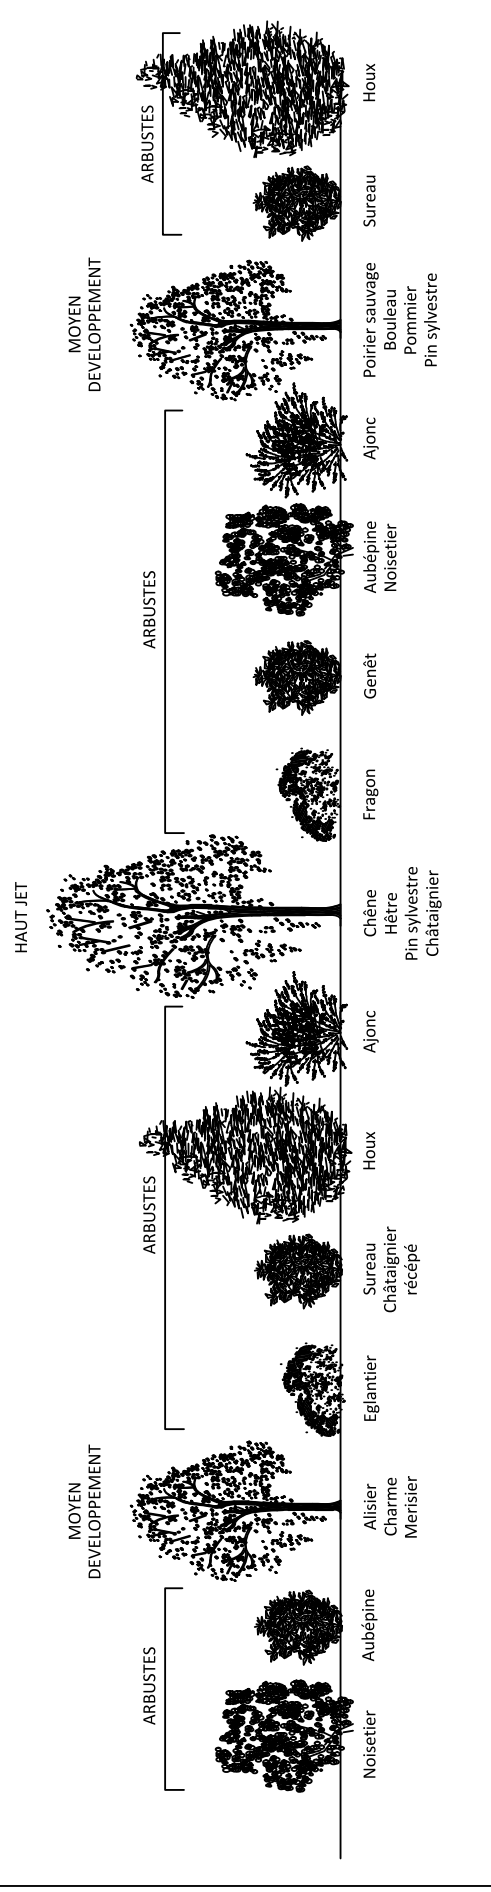 HAUT JET
MOYEN
DEVELOPPEMENT
MOYEN
DEVELOPPEMENT
ARBUSTES
ARBUSTES
ARBUSTES
ARBUSTES
Noisetier
Aubépine
Alisier
Charme
Merisier
Eglantier
Sureau
Châtaignier
récépé
Houx
Ajonc
Chêne
Hêtre
Pin sylvestre
Châtaignier
Fragon
Genêt
Aubépine
Noisetier
Ajonc
Poirier sauvage
Bouleau
Pommier
Pin sylvestre
Sureau
Houx